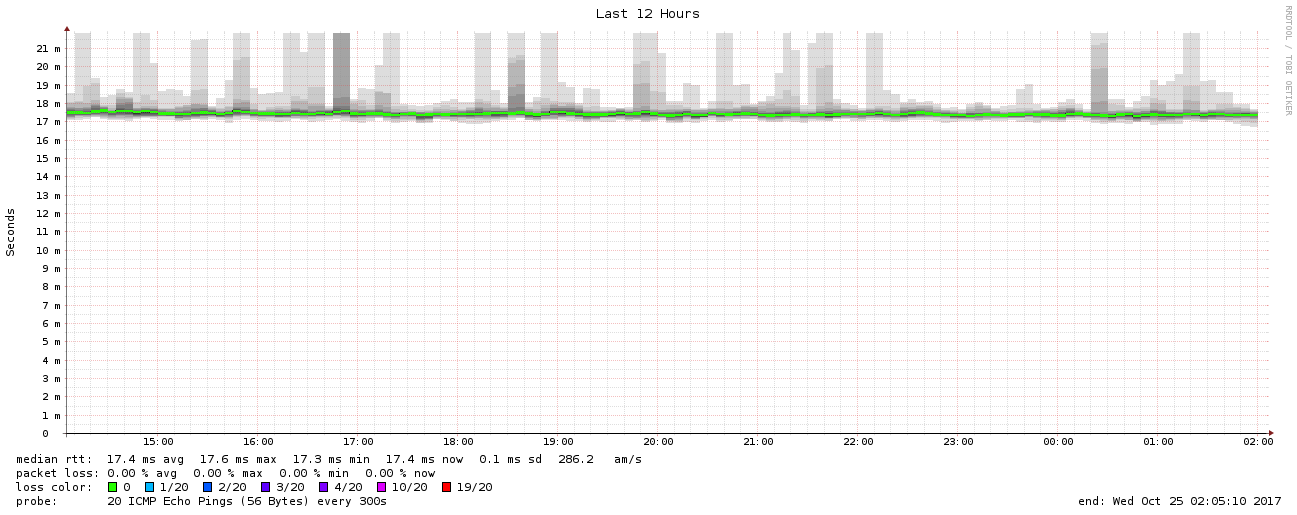 Last 12 Hours
RRDTOOL / TOBI OETIKER
Seconds
21 m
20 m
19 m
18 m
17 m
16 m
15 m
14 m
13 m
12 m
11 m
10 m
9 m
8 m
7 m
6 m
5 m
4 m
3 m
2 m
1 m
0
15:00 16:00 17:00 18:00 19:00 20:00 21:00 22:00 23:00 00:00 01:00 02:00
median rtt: 17.4 ms avg 17.6 ms max 17.3 ms min 17.4 ms now 0.1 ms sd 286.2 am/s
packet loss: 0.00 % avg 0.00 % max 0.00 % min 0.00 % now
loss color: 0 1/20 2/20 3/20 4/20 10/20 19/20
probe: 20 ICMP Echo Pings (56 Bytes) every 300s end: Wed Oct 25 02:05:10 2017